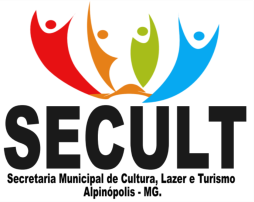 SECULT
Secretaria Municipal de Cultura, Lazer e Turismo
Alpinópolis - MG.